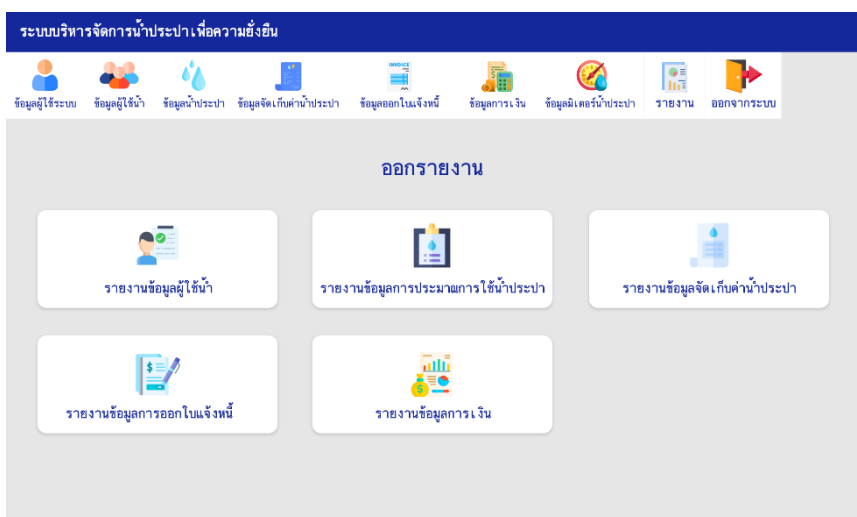 ระบบบริหารจัดการน้ำประปาเพื่อความยั่งยืน
INVOICE
ข้อมูลผู้ใช้ระบบ ข้อมูลผู้ใช้น้ำ ข้อมูลน้ำประปา ข้อมูลจัดเก็บค่าน้ำประปา ข้อมูลออกใบแจ้งหนี้ ข้อมูลการเงิน ข้อมูลมิเตอร์น้ำประปา รายงาน ออกจากระบบ
ออกรายงาน
รายงานข้อมูลผู้ใช้น้ำ รายงานข้อมูลการประมาณการใช้น้ำประปา รายงานข้อมูลจัดเก็บค่าน้ำประปา
รายงานข้อมูลการออกใบแจ้งหนี้ รายงานข้อมูลการเงิน